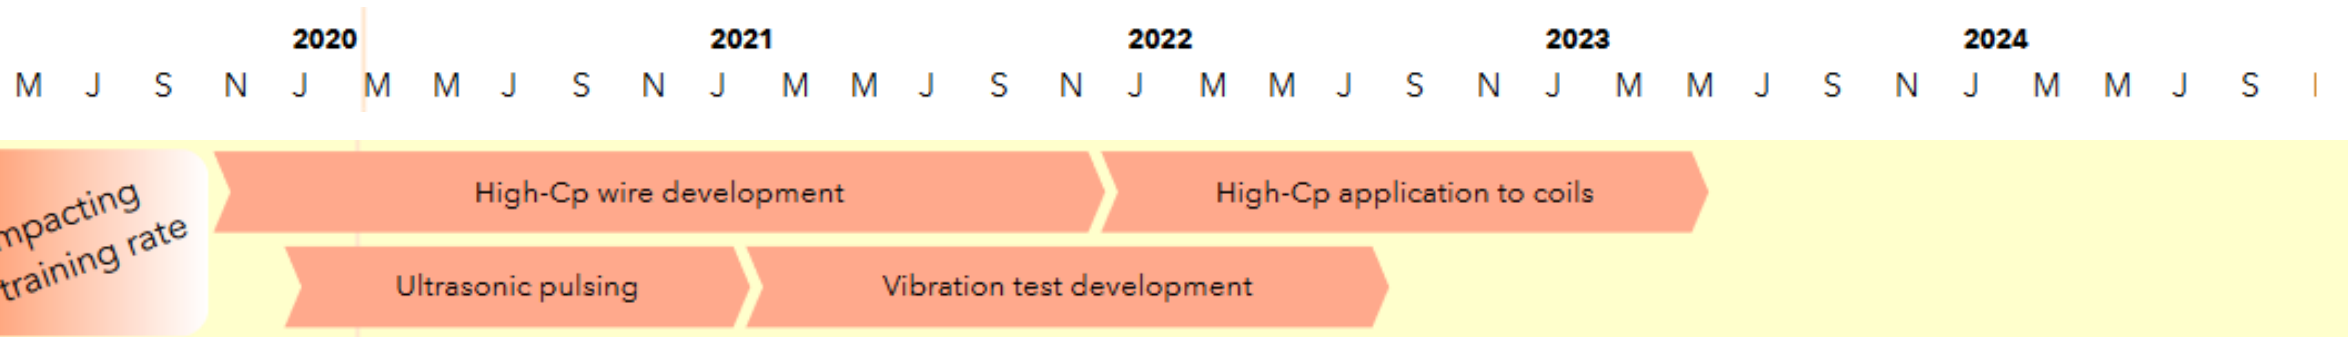 2020 2021 2022 2023 2024
M J S N J M M J S N J M M J S N J M M J S N J M M J S N J M M J S
mpacting
training rate
High-Cp wire development High-Cp application to coils
Ultrasonic pulsing Vibration test development